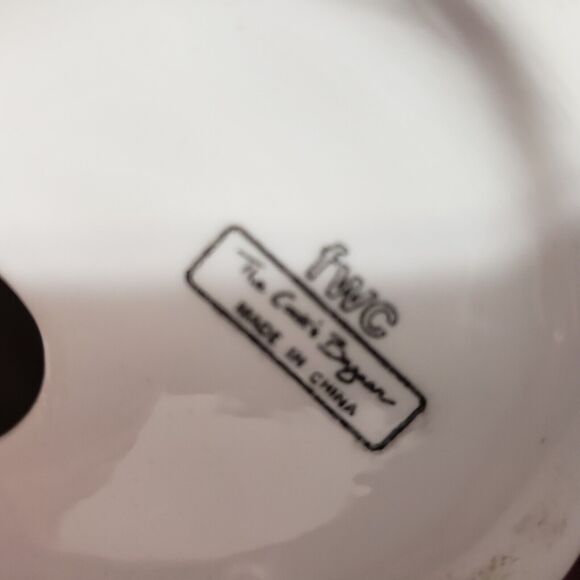 fwc
The Cook's Bazaar
MADE IN CHINA